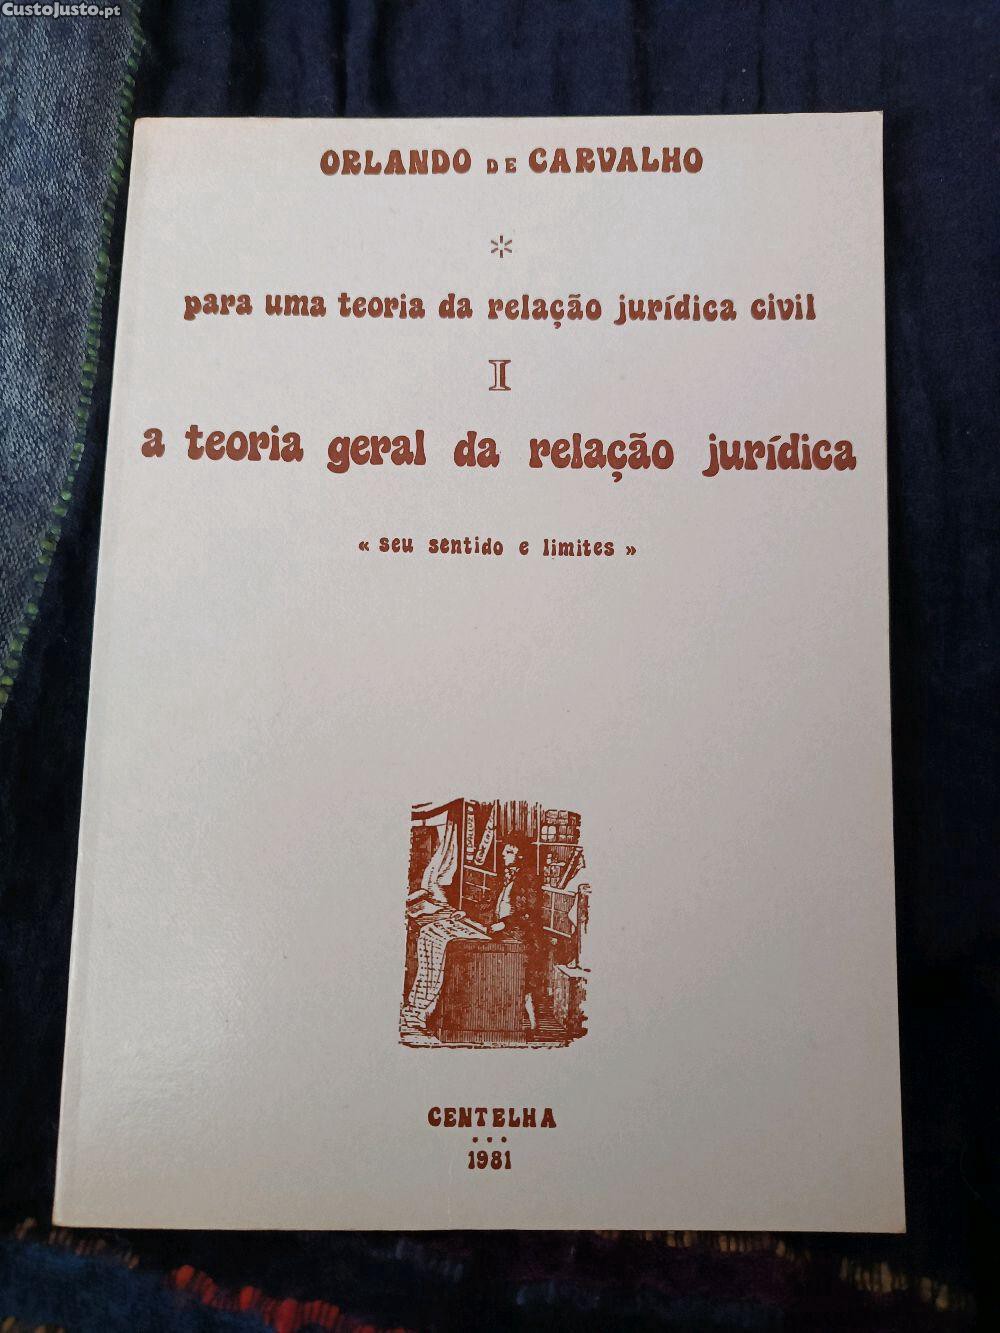 CustoJusto.pt
ORLANDO DE CARVALHO
*
para uma teoria da relação jurídica civil
I
a teoria geral da relação jurídica
« seu sentido e limites »
CENTELHA
...
1981